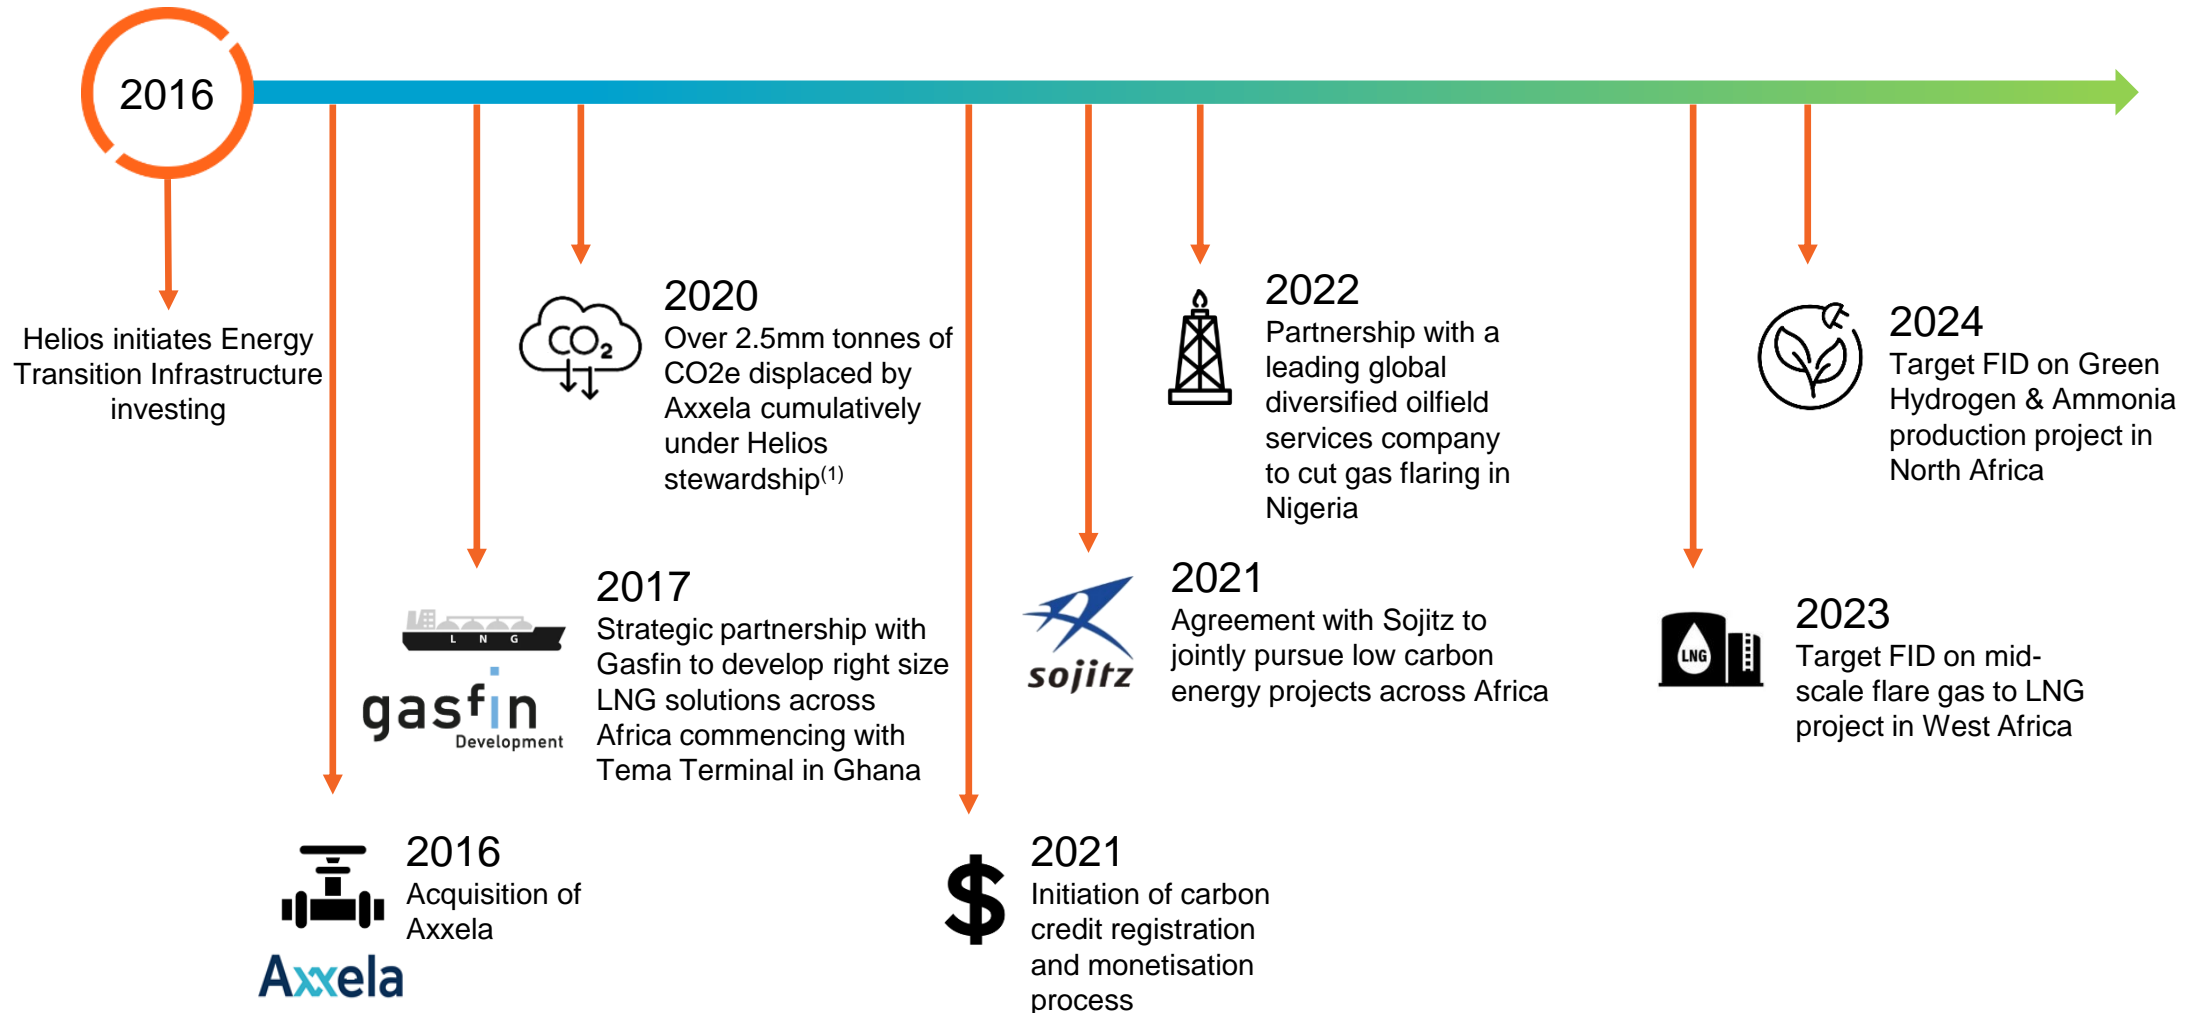 2016
Helios initiates Energy
Transition Infrastructure
investing
2016
Acquisition of
Axxela
Axxela
2017
Strategic partnership with
Gasfin to develop right size
LNG solutions across
Africa commencing with
Tema Terminal in Ghana
L N G
gasfin
Development
CO2
2020
Over 2.5mm tonnes of
CO2e displaced by
Axxela cumulatively
under Helios
stewardship(1)
$
2021
Initiation of carbon
credit registration
and monetisation
process
sojitz
2021
Agreement with Sojitz to
jointly pursue low carbon
energy projects across Africa
2022
Partnership with a
leading global
diversified oilfield
services company
to cut gas flaring in
Nigeria
LNG
2023
Target FID on mid-
scale flare gas to LNG
project in West Africa
2024
Target FID on Green
Hydrogen & Ammonia
production project in
North Africa